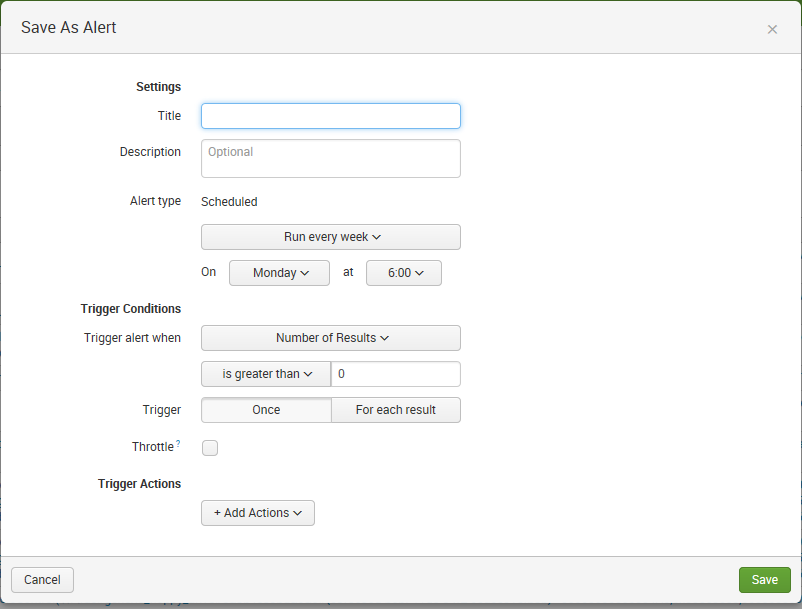 Save As Alert ×
Settings
Title
Description Optional
Alert type Scheduled
Run every week
On Monday at 6:00
Trigger Conditions
Trigger alert when Number of Results
is greater than 0
Trigger Once For each result
Throttle ?
Trigger Actions
+ Add Actions
Cancel Save